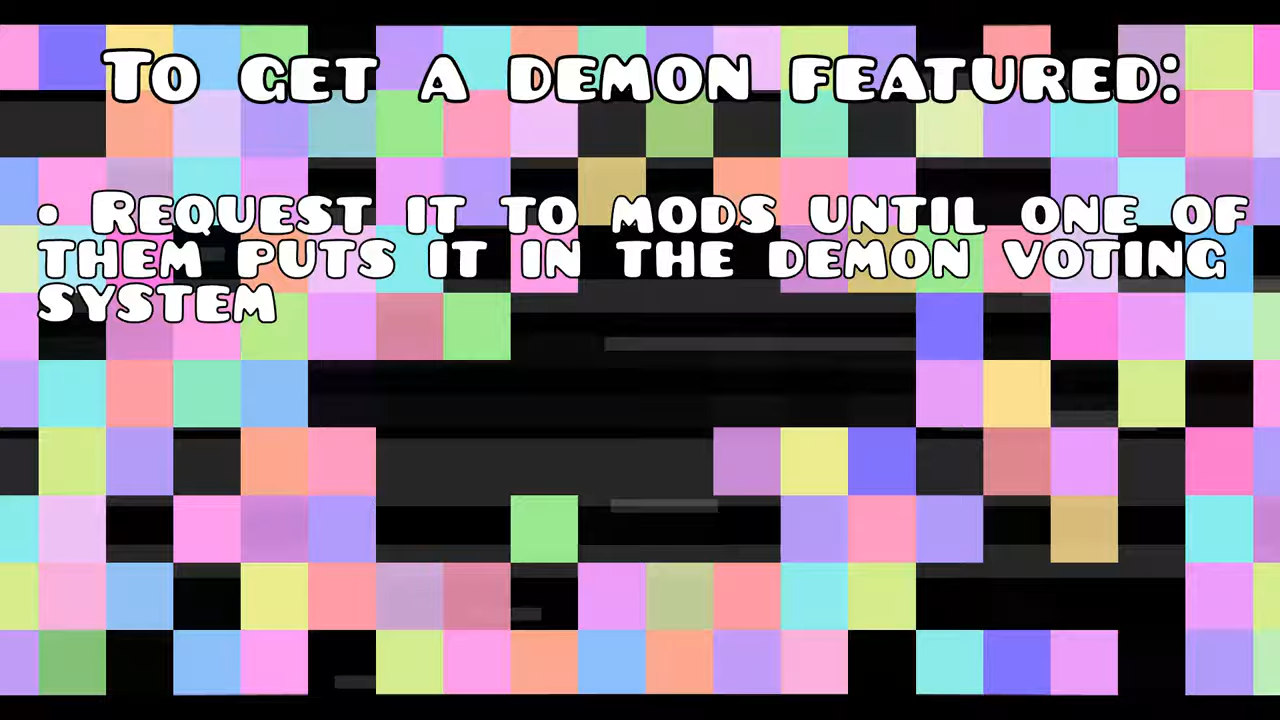 To get a demon featured:
• Request it to mods until one of
them puts it in the demon voting
system